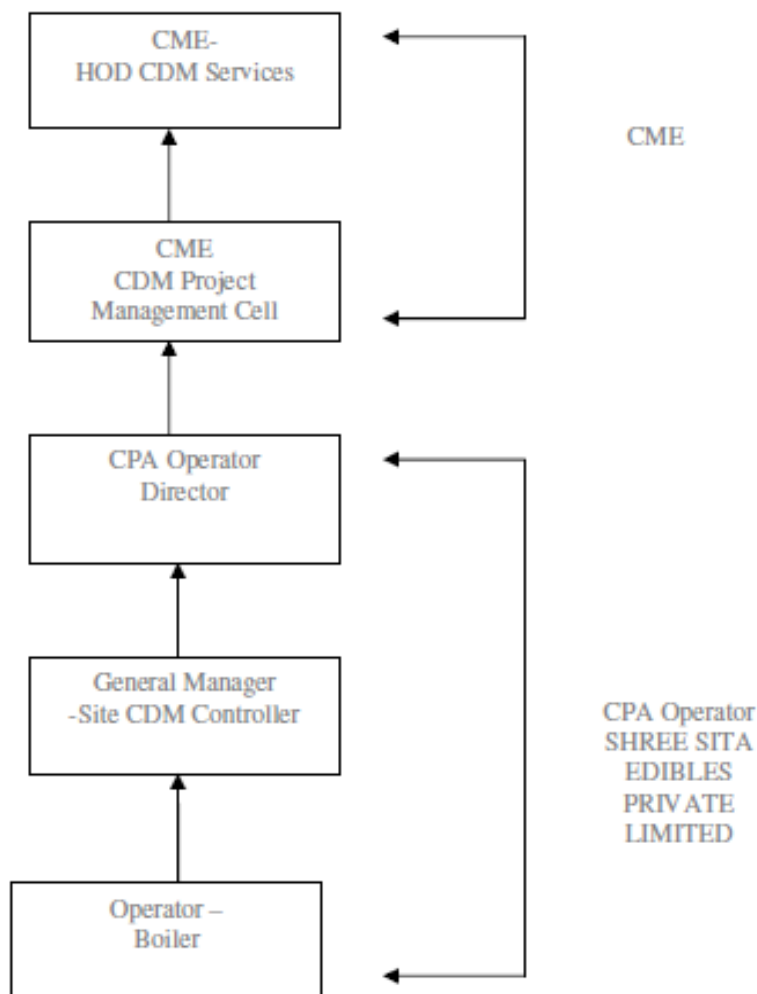 CME-
HOD CDM Services
CME
CME
CDM Project
Management Cell
CPA Operator
Director
General Manager
-Site CDM Controller
CPA Operator
SHREE SITA
EDIBLES
PRIVATE
LIMITED
Operator –
Boiler